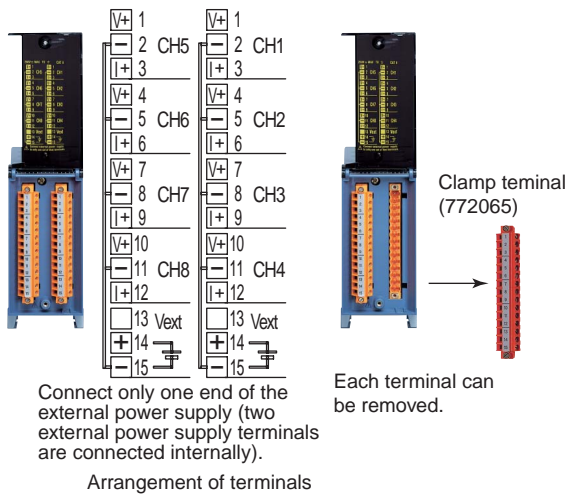 V+ 1
− 2 CH5
I+ 3
V+ 4
− 5 CH6
I+ 6
V+ 7
− 8 CH7
I+ 9
V+ 10
− 11 CH8
I+ 12
13 Vext
+ 14
− 15
V+ 1
− 2 CH1
I+ 3
V+ 4
− 5 CH2
I+ 6
V+ 7
− 8 CH3
I+ 9
V+ 10
− 11 CH4
I+ 12
13 Vext
+ 14
− 15
Connect only one end of the
external power supply (two
external power supply terminals
are connected internally).
Arrangement of terminals
Clamp teminal
(772065)
Each terminal can
be removed.